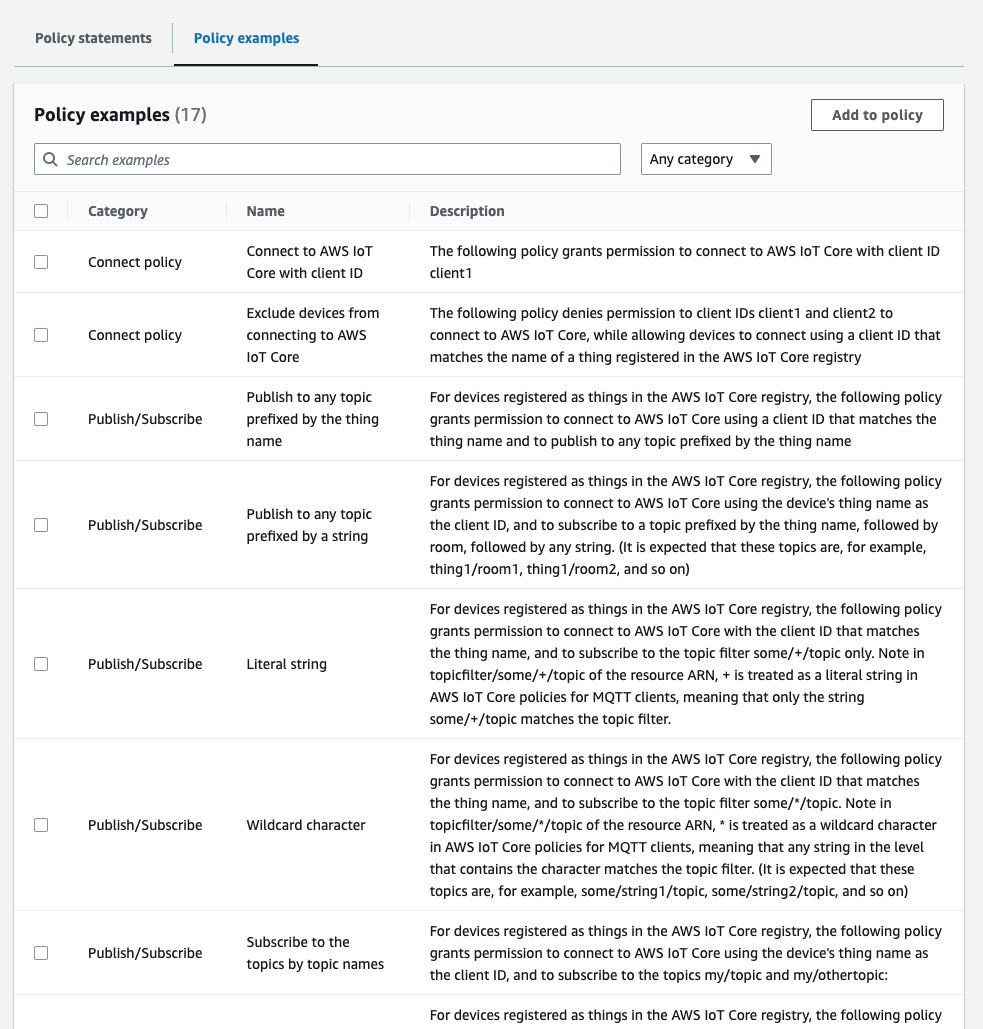 Policy statements
Policy examples
Policy examples (17)
Add to policy
Search examples
Any category
Category
Name
Description
Connect policy
Connect to AWS IoT
Core with client ID
The following policy grants permission to connect to AWS IoT Core with client ID
client1
Connect policy
Exclude devices from
connecting to AWS
IoT Core
The following policy denies permission to client IDs client1 and client2 to
connect to AWS IoT Core, while allowing devices to connect using a client ID that
matches the name of a thing registered in the AWS IoT Core registry
Publish/Subscribe
Publish to any topic
prefixed by the thing
name
For devices registered as things in the AWS IoT Core registry, the following policy
grants permission to connect to AWS IoT Core using a client ID that matches the
thing name and to publish to any topic prefixed by the thing name
Publish/Subscribe
Publish to any topic
prefixed by a string
For devices registered as things in the AWS IoT Core registry, the following policy
grants permission to connect to AWS IoT Core using the device's thing name as
the client ID, and to subscribe to a topic prefixed by the thing name, followed by
room, followed by any string. (It is expected that these topics are, for example,
thing1/room1, thing1/room2, and so on)
Publish/Subscribe
Literal string
For devices registered as things in the AWS IoT Core registry, the following policy
grants permission to connect to AWS IoT Core with the client ID that matches
the thing name, and to subscribe to the topic filter some/+/topic only. Note in
topicfilter/some/+/topic of the resource ARN, + is treated as a literal string in
AWS IoT Core policies for MQTT clients, meaning that only the string
some/+/topic matches the topic filter.
Publish/Subscribe
Wildcard character
For devices registered as things in the AWS IoT Core registry, the following policy
grants permission to connect to AWS IoT Core with the client ID that matches
the thing name, and to subscribe to the topic filter some/*/topic. Note in
topicfilter/some/*/topic of the resource ARN, * is treated as a wildcard character
in AWS IoT Core policies for MQTT clients, meaning that any string in the level
that contains the character matches the topic filter. (It is expected that these
topics are, for example, some/string1/topic, some/string2/topic, and so on)
Publish/Subscribe
Subscribe to the
topics by topic names
For devices registered as things in the AWS IoT Core registry, the following policy
grants permission to connect to AWS IoT Core using the device's thing name as
the client ID, and to subscribe to the topics my/topic and my/othertopic:
For devices registered as things in the AWS IoT Core registry, the following policy